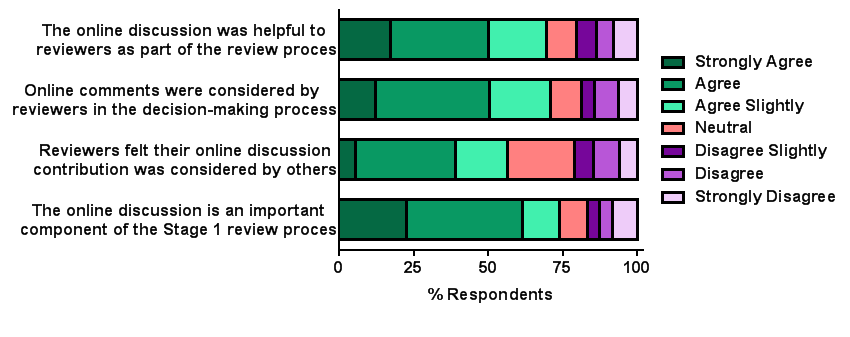 The online discussion was helpful to
reviewers as part of the review proces
Online comments were considered by
reviewers in the decision-making process
Reviewers felt their online discussion
contribution was considered by others
The online discussion is an important
component of the Stage 1 review proces
0 25 50 75 100
% Respondents
Strongly Agree
Agree
Agree Slightly
Neutral
Disagree Slightly
Disagree
Strongly Disagree